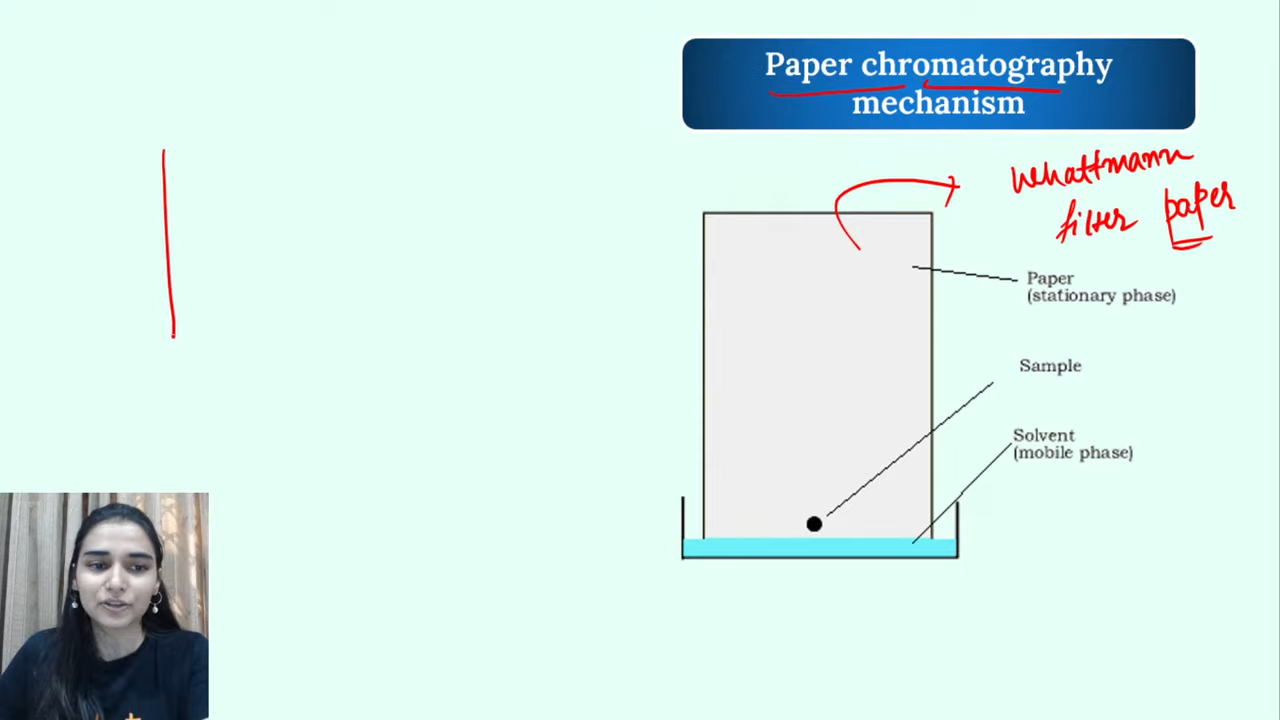 Paper chromatography
mechanism
Whattmann
filter paper
Paper
(stationary phase)
Sample
Solvent
(mobile phase)